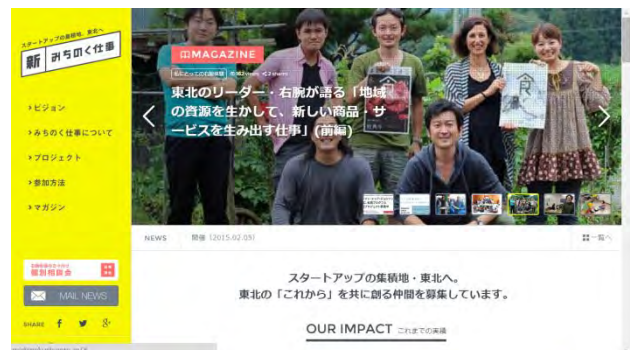 スタートアップの集積地、東北へ
新 みちのく仕事
>ビジョン
>みちのく仕事について
>プロジェクト
>参加方法
>マガジン
個別相談会
MAIL NEWS
SHARE
MAGAZINE
東北のリーダー・右腕が語る「地域
の資源を生かして、新しい商品・サ
ービスを生み出す仕事」(前編)
NEWS 開催 (2015.02.05)
一覧へ
スタートアップの集積地・東北へ。
東北の「これから」を共に創る仲間を募集しています。
OUR IMPACT これまでの実績